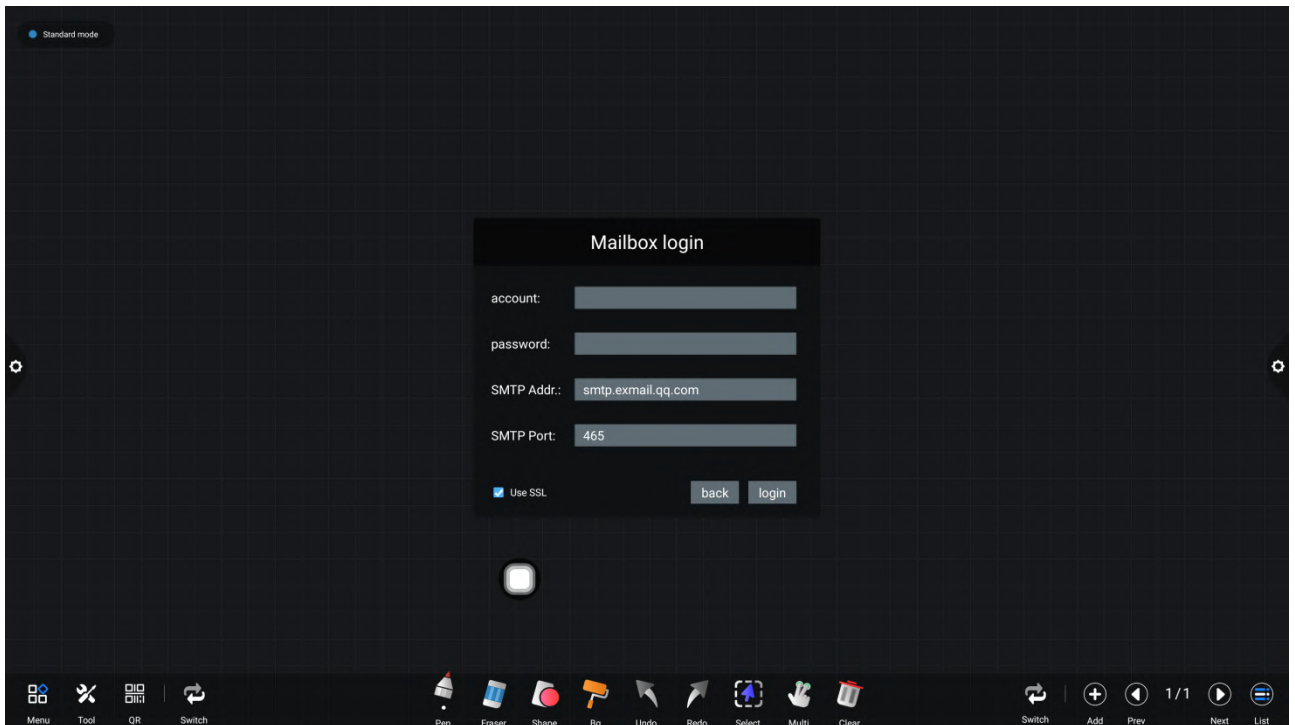 Standard mode
Mailbox login
account:
password:
SMTP Addr.: smtp.exmail.qq.com
SMTP Port: 465
Use SSL back login
1/1
Menu Tool QR Switch Pen Eraser Shape Bg Undo Redo Select Multi Clear Switch Add Prev Next List